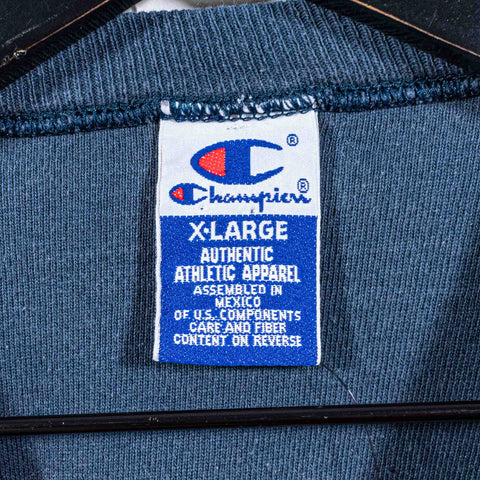 ®
Champion®
X•LARGE
AUTHENTIC
ATHLETIC APPAREL
ASSEMBLED IN
MEXICO
OF U.S. COMPONENTS
CARE AND FIBER
CONTENT ON REVERSE